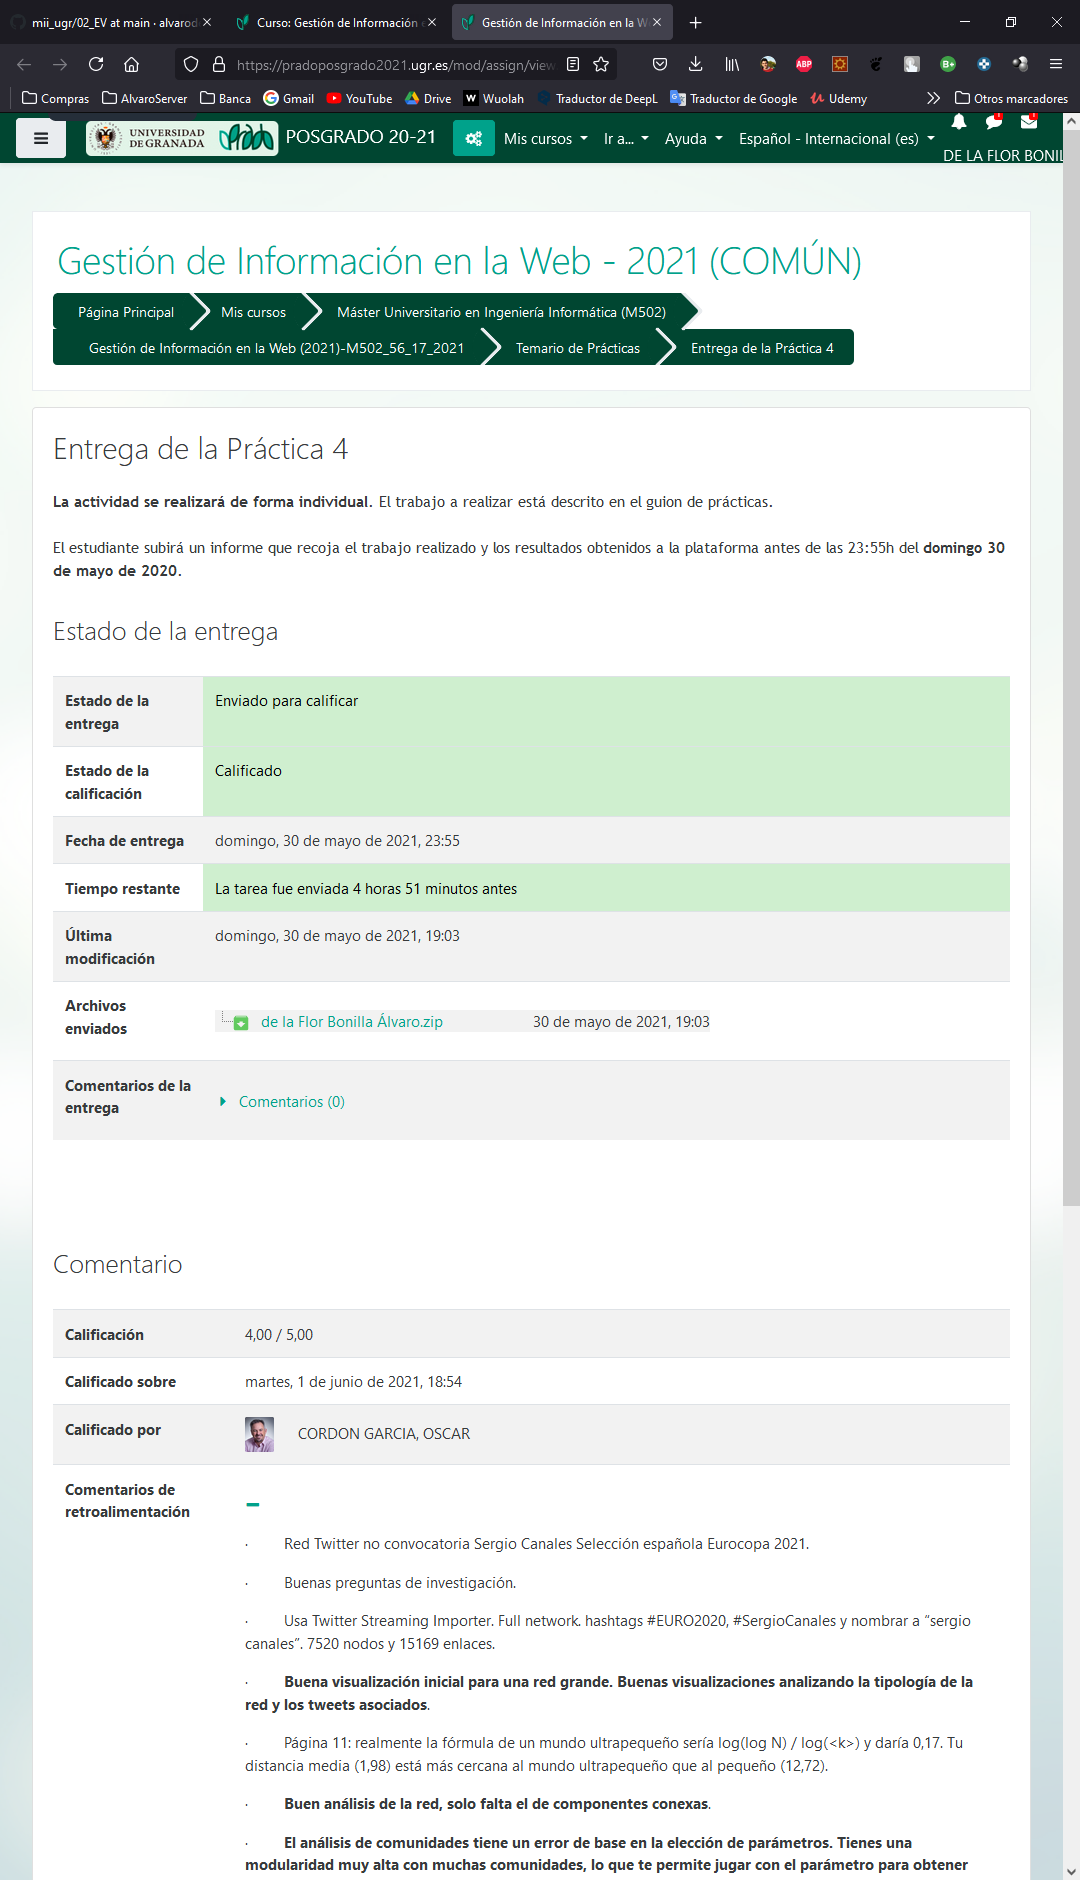 mii_ugr/02_EV at main · alvarod
Curso: Gestión de Información e
Gestión de Información en la W
https://pradoposgrado2021.ugr.es/mod/assign/view
Compras AlvaroServer Banca Gmail YouTube Drive Wuolah Traductor de DeepL Traductor de Google Udemy Otros marcadores
UNIVERSIDAD DE GRANADA POSGRADO 20-21 Mis cursos Ir a... Ayuda Español - Internacional (es)
DE LA FLOR BONIL
Gestión de Información en la Web - 2021 (COMÚN)
Página Principal Mis cursos Máster Universitario en Ingeniería Informática (M502)
Gestión de Información en la Web (2021)-M502_56_17_2021 Temario de Prácticas Entrega de la Práctica 4
Entrega de la Práctica 4
La actividad se realizará de forma individual. El trabajo a realizar está descrito en el guion de prácticas.
El estudiante subirá un informe que recoja el trabajo realizado y los resultados obtenidos a la plataforma antes de las 23:55h del domingo 30
de mayo de 2020.
Estado de la entrega
Estado de la entrega Enviado para calificar
Estado de la calificación Calificado
Fecha de entrega domingo, 30 de mayo de 2021, 23:55
Tiempo restante La tarea fue enviada 4 horas 51 minutos antes
Última modificación domingo, 30 de mayo de 2021, 19:03
Archivos enviados de la Flor Bonilla Álvaro.zip 30 de mayo de 2021, 19:03
Comentarios de la entrega Comentarios (0)
Comentario
Calificación 4,00 / 5,00
Calificado sobre martes, 1 de junio de 2021, 18:54
Calificado por CORDON GARCIA, OSCAR
Comentarios de retroalimentación
· Red Twitter no convocatoria Sergio Canales Selección española Eurocopa 2021.
· Buenas preguntas de investigación.
· Usa Twitter Streaming Importer. Full network. hashtags #EURO2020, #SergioCanales y nombrar a “sergio
canales”. 7520 nodos y 15169 enlaces.
· Buena visualización inicial para una red grande. Buenas visualizaciones analizando la tipología de la
red y los tweets asociados.
· Página 11: realmente la fórmula de un mundo ultrapequeño sería log(log N) / log(<k>) y daría 0,17. Tu
distancia media (1,98) está más cercana al mundo ultrapequeño que al pequeño (12,72).
· Buen análisis de la red, solo falta el de componentes conexas.
· El análisis de comunidades tiene un error de base en la elección de parámetros. Tienes una
modularidad muy alta con muchas comunidades, lo que te permite jugar con el parámetro para obtener